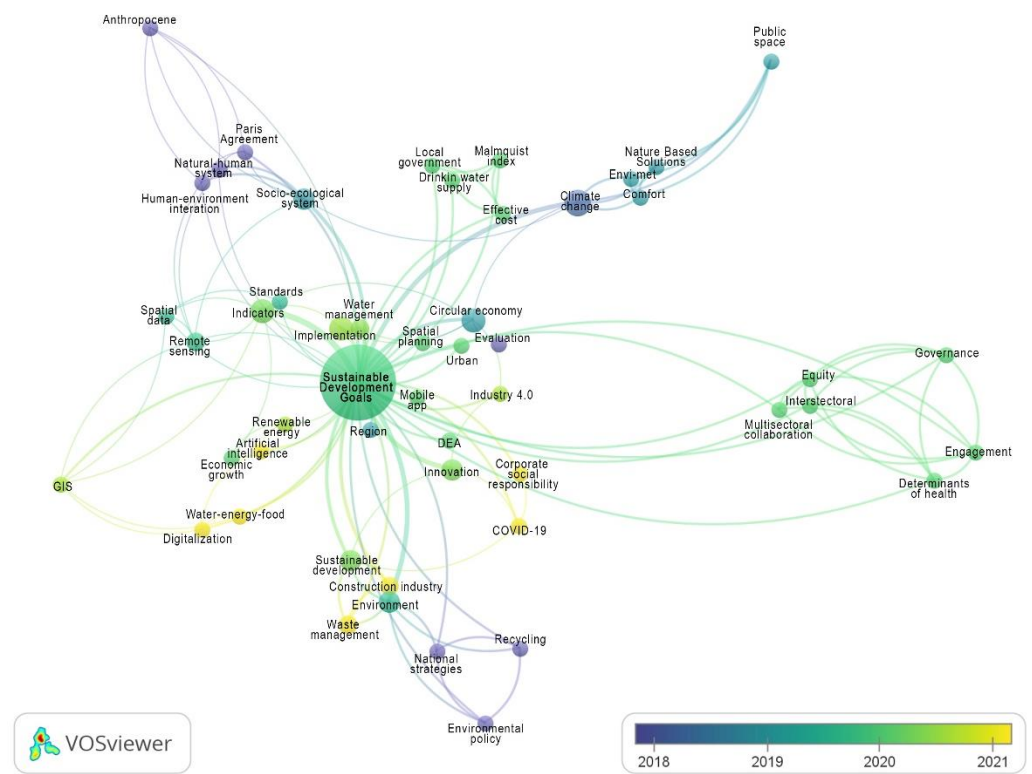 Anthropocene
Public
space
Paris
Agreement
Natural-human
system
Human-environment
interation
Socio-ecological
system
Local
government
Malmquist
index
Drinkin water
supply
Effective
cost
Nature Based
Solutions
Envi-met
Comfort
Climate
change
Standards
Indicators
Spatial
data
Remote
sensing
Water
management
Implementation
Circular economy
Spatial
planning
Evaluation
Urban
Sustainable
Development
Goals
Mobile
app
Industry 4.0
Governance
Equity
Interstectoral
Multisectoral
collaboration
Engagement
Determinants
of health
Renewable
energy
Region
Artificial
intelligence
Economic
growth
DEA
Innovation
Corporate
social
responsibility
GIS
Water-energy-food
Digitalization
COVID-19
Sustainable
development
Construction industry
Environment
Waste
management
Recycling
National
strategies
Environmental
policy
VOSviewer
2018 2019 2020 2021